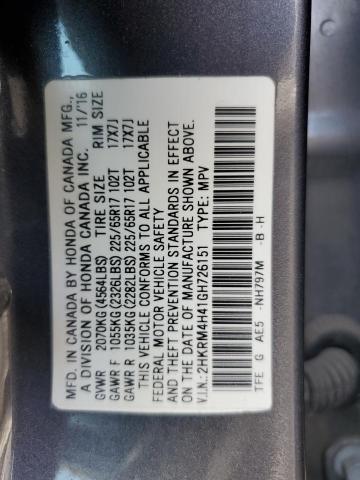 MFD. IN CANADA BY HONDA OF CANADA MFG.,
A DIVISION OF HONDA CANADA INC. 11/'16
GVWR 2070KG (4564LBS) TIRE SIZE RIM SIZE
GAWR F 1055KG (2326LBS) 225/65R17 102T 17X7J
GAWR R 1035KG (2282LBS) 225/65R17 102T 17X7J
THIS VEHICLE CONFORMS TO ALL APPLICABLE
FEDERAL MOTOR VEHICLE SAFETY
AND THEFT PREVENTION STANDARDS IN EFFECT
ON THE DATE OF MANUFACTURE SHOWN ABOVE.
V.I.N.: 2HKRM4H41GH726151 TYPE: MPV
TFE G AE5 -NH797M -B -H